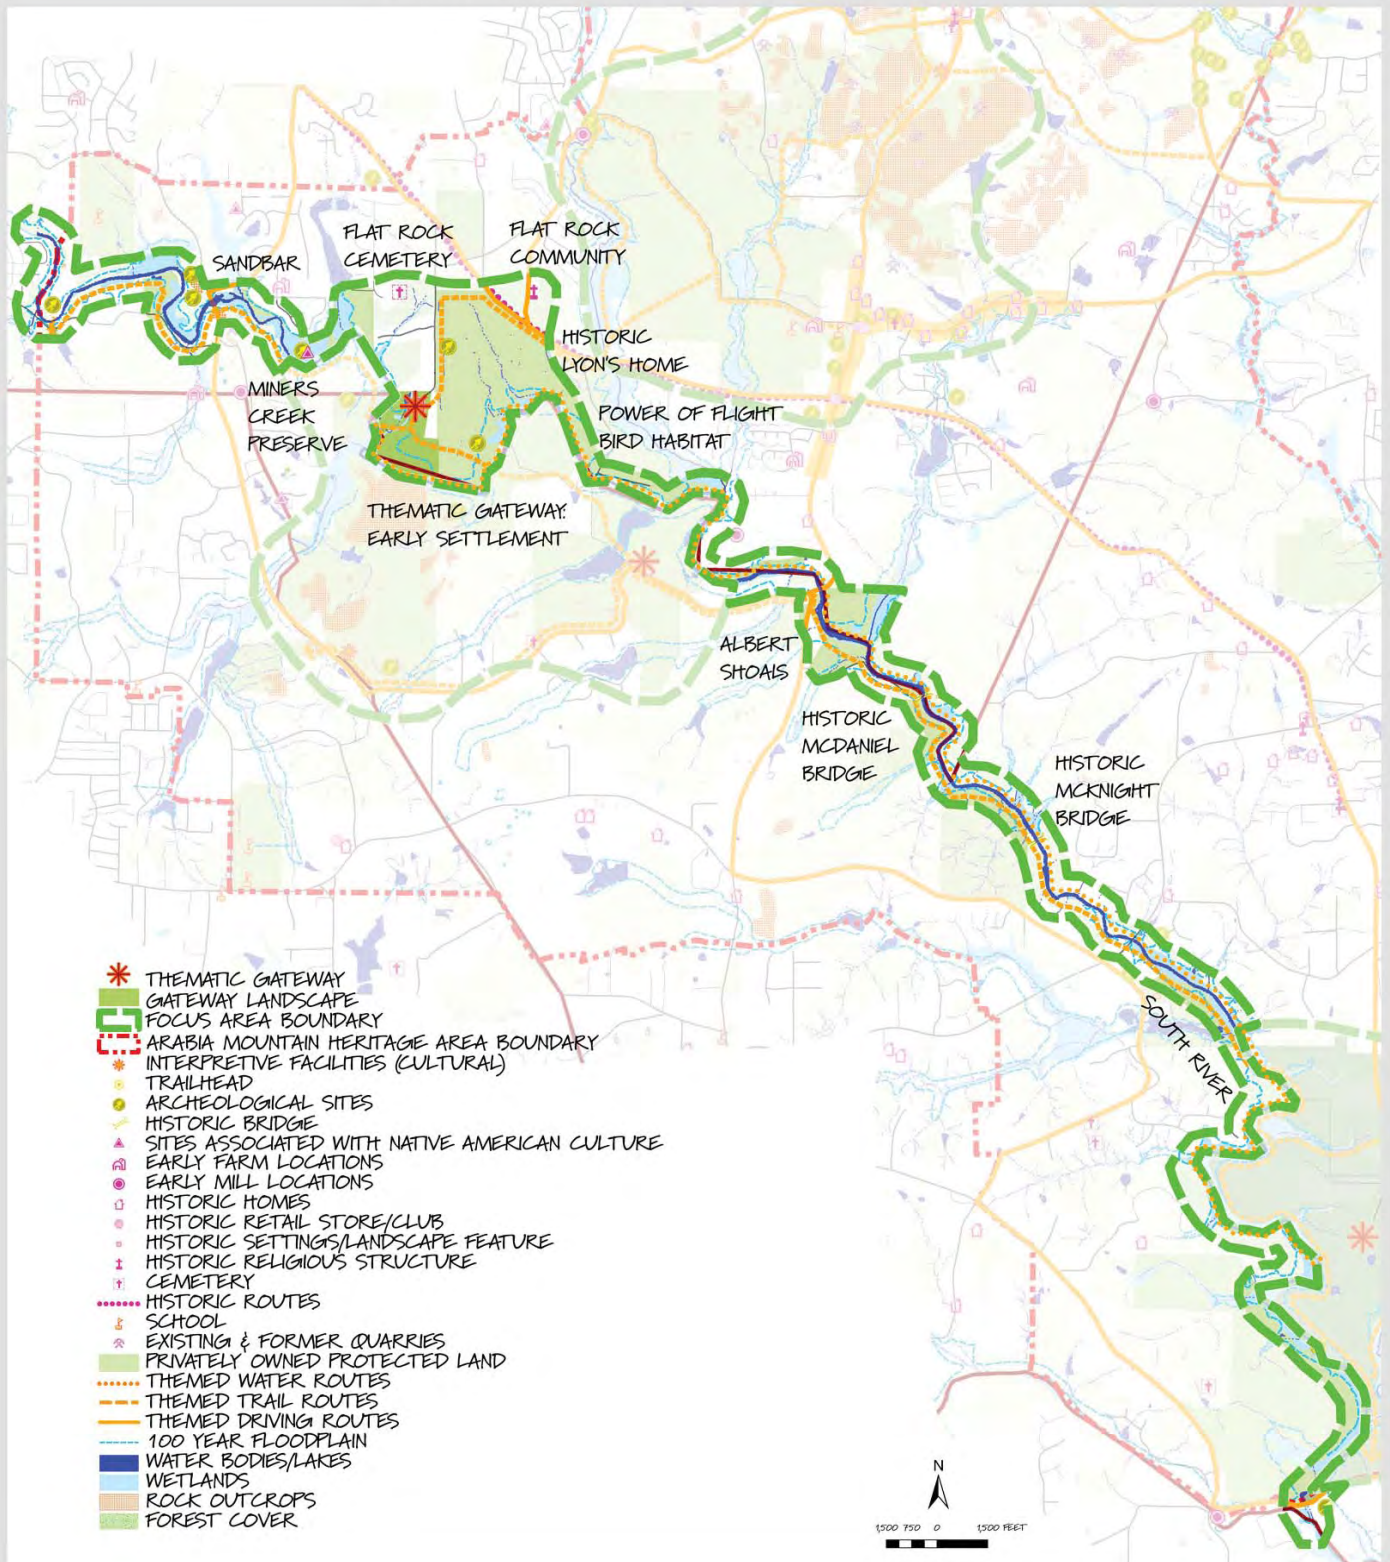 FLAT ROCK
CEMETERY
FLAT ROCK
COMMUNITY
SANDBAR
HISTORIC
LYON'S HOME
MINERS
CREEK
PRESERVE
POWER OF FLIGHT
BIRD HABITAT
THEMATIC GATEWAY:
EARLY SETTLEMENT
ALBERT
SHOALS
HISTORIC
MCDANIEL
BRIDGE
HISTORIC
MCKNIGHT
BRIDGE
SOUTH RIVER
THEMATIC GATEWAY
GATEWAY LANDSCAPE
FOCUS AREA BOUNDARY
ARABIA MOUNTAIN HERITAGE AREA BOUNDARY
INTERPRETIVE FACILITIES (CULTURAL)
TRAILHEAD
ARCHEOLOGICAL SITES
HISTORIC BRIDGE
SITES ASSOCIATED WITH NATIVE AMERICAN CULTURE
EARLY FARM LOCATIONS
EARLY MILL LOCATIONS
HISTORIC HOMES
HISTORIC RETAIL STORE/CLUB
HISTORIC SETTINGS/LANDSCAPE FEATURE
HISTORIC RELIGIOUS STRUCTURE
CEMETERY
HISTORIC ROUTES
SCHOOL
EXISTING & FORMER QUARRIES
PRIVATELY OWNED PROTECTED LAND
THEMED WATER ROUTES
THEMED TRAIL ROUTES
THEMED DRIVING ROUTES
100 YEAR FLOODPLAIN
WATER BODIES/LAKES
WETLANDS
ROCK OUTCROPS
FOREST COVER
N
1,500 750 0 1,500 FEET